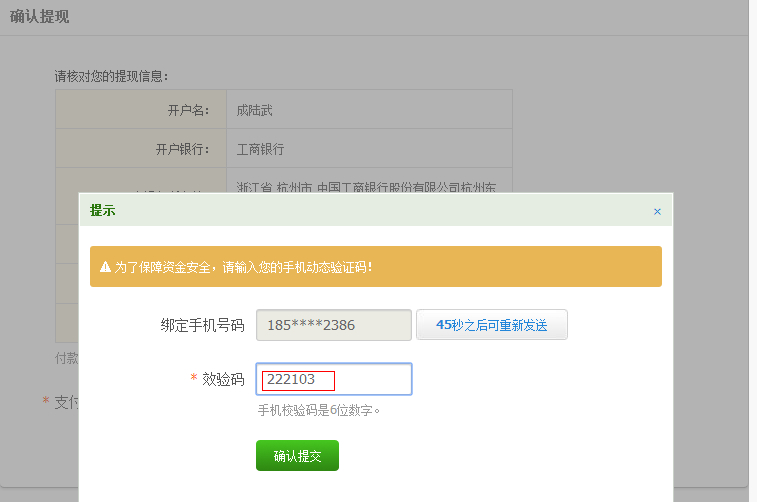 确认提现
请核对您的提现信息：
开户名： 成陆武
开户银行： 工商银行
浙江省 杭州市 中国工商银行股份有限公司杭州东
提示 ×
为了保障资金安全，请输入您的手机动态验证码！
绑定手机号码 185****2386 45秒之后可重新发送
* 效验码 222103
手机校验码是6位数字。
付款
* 支付
确认提交